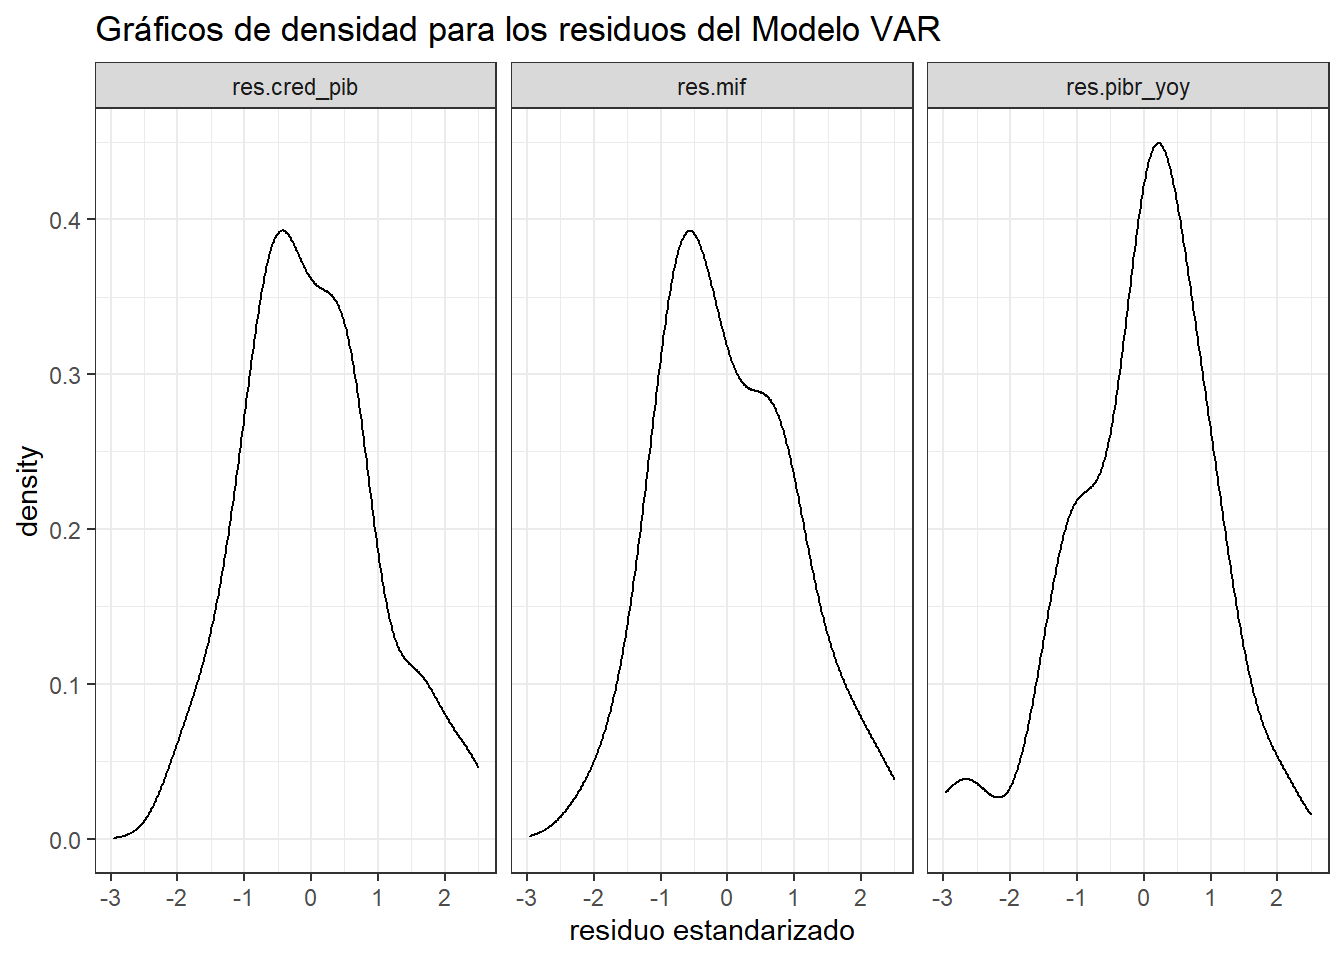 Gráficos de densidad para los residuos del Modelo VAR
res.cred_pib res.mif res.pibr_yoy
0.4
0.3
0.2
0.1
0.0
density
-3 -2 -1 0 1 2 -3 -2 -1 0 1 2 -3 -2 -1 0 1 2
residuo estandarizado